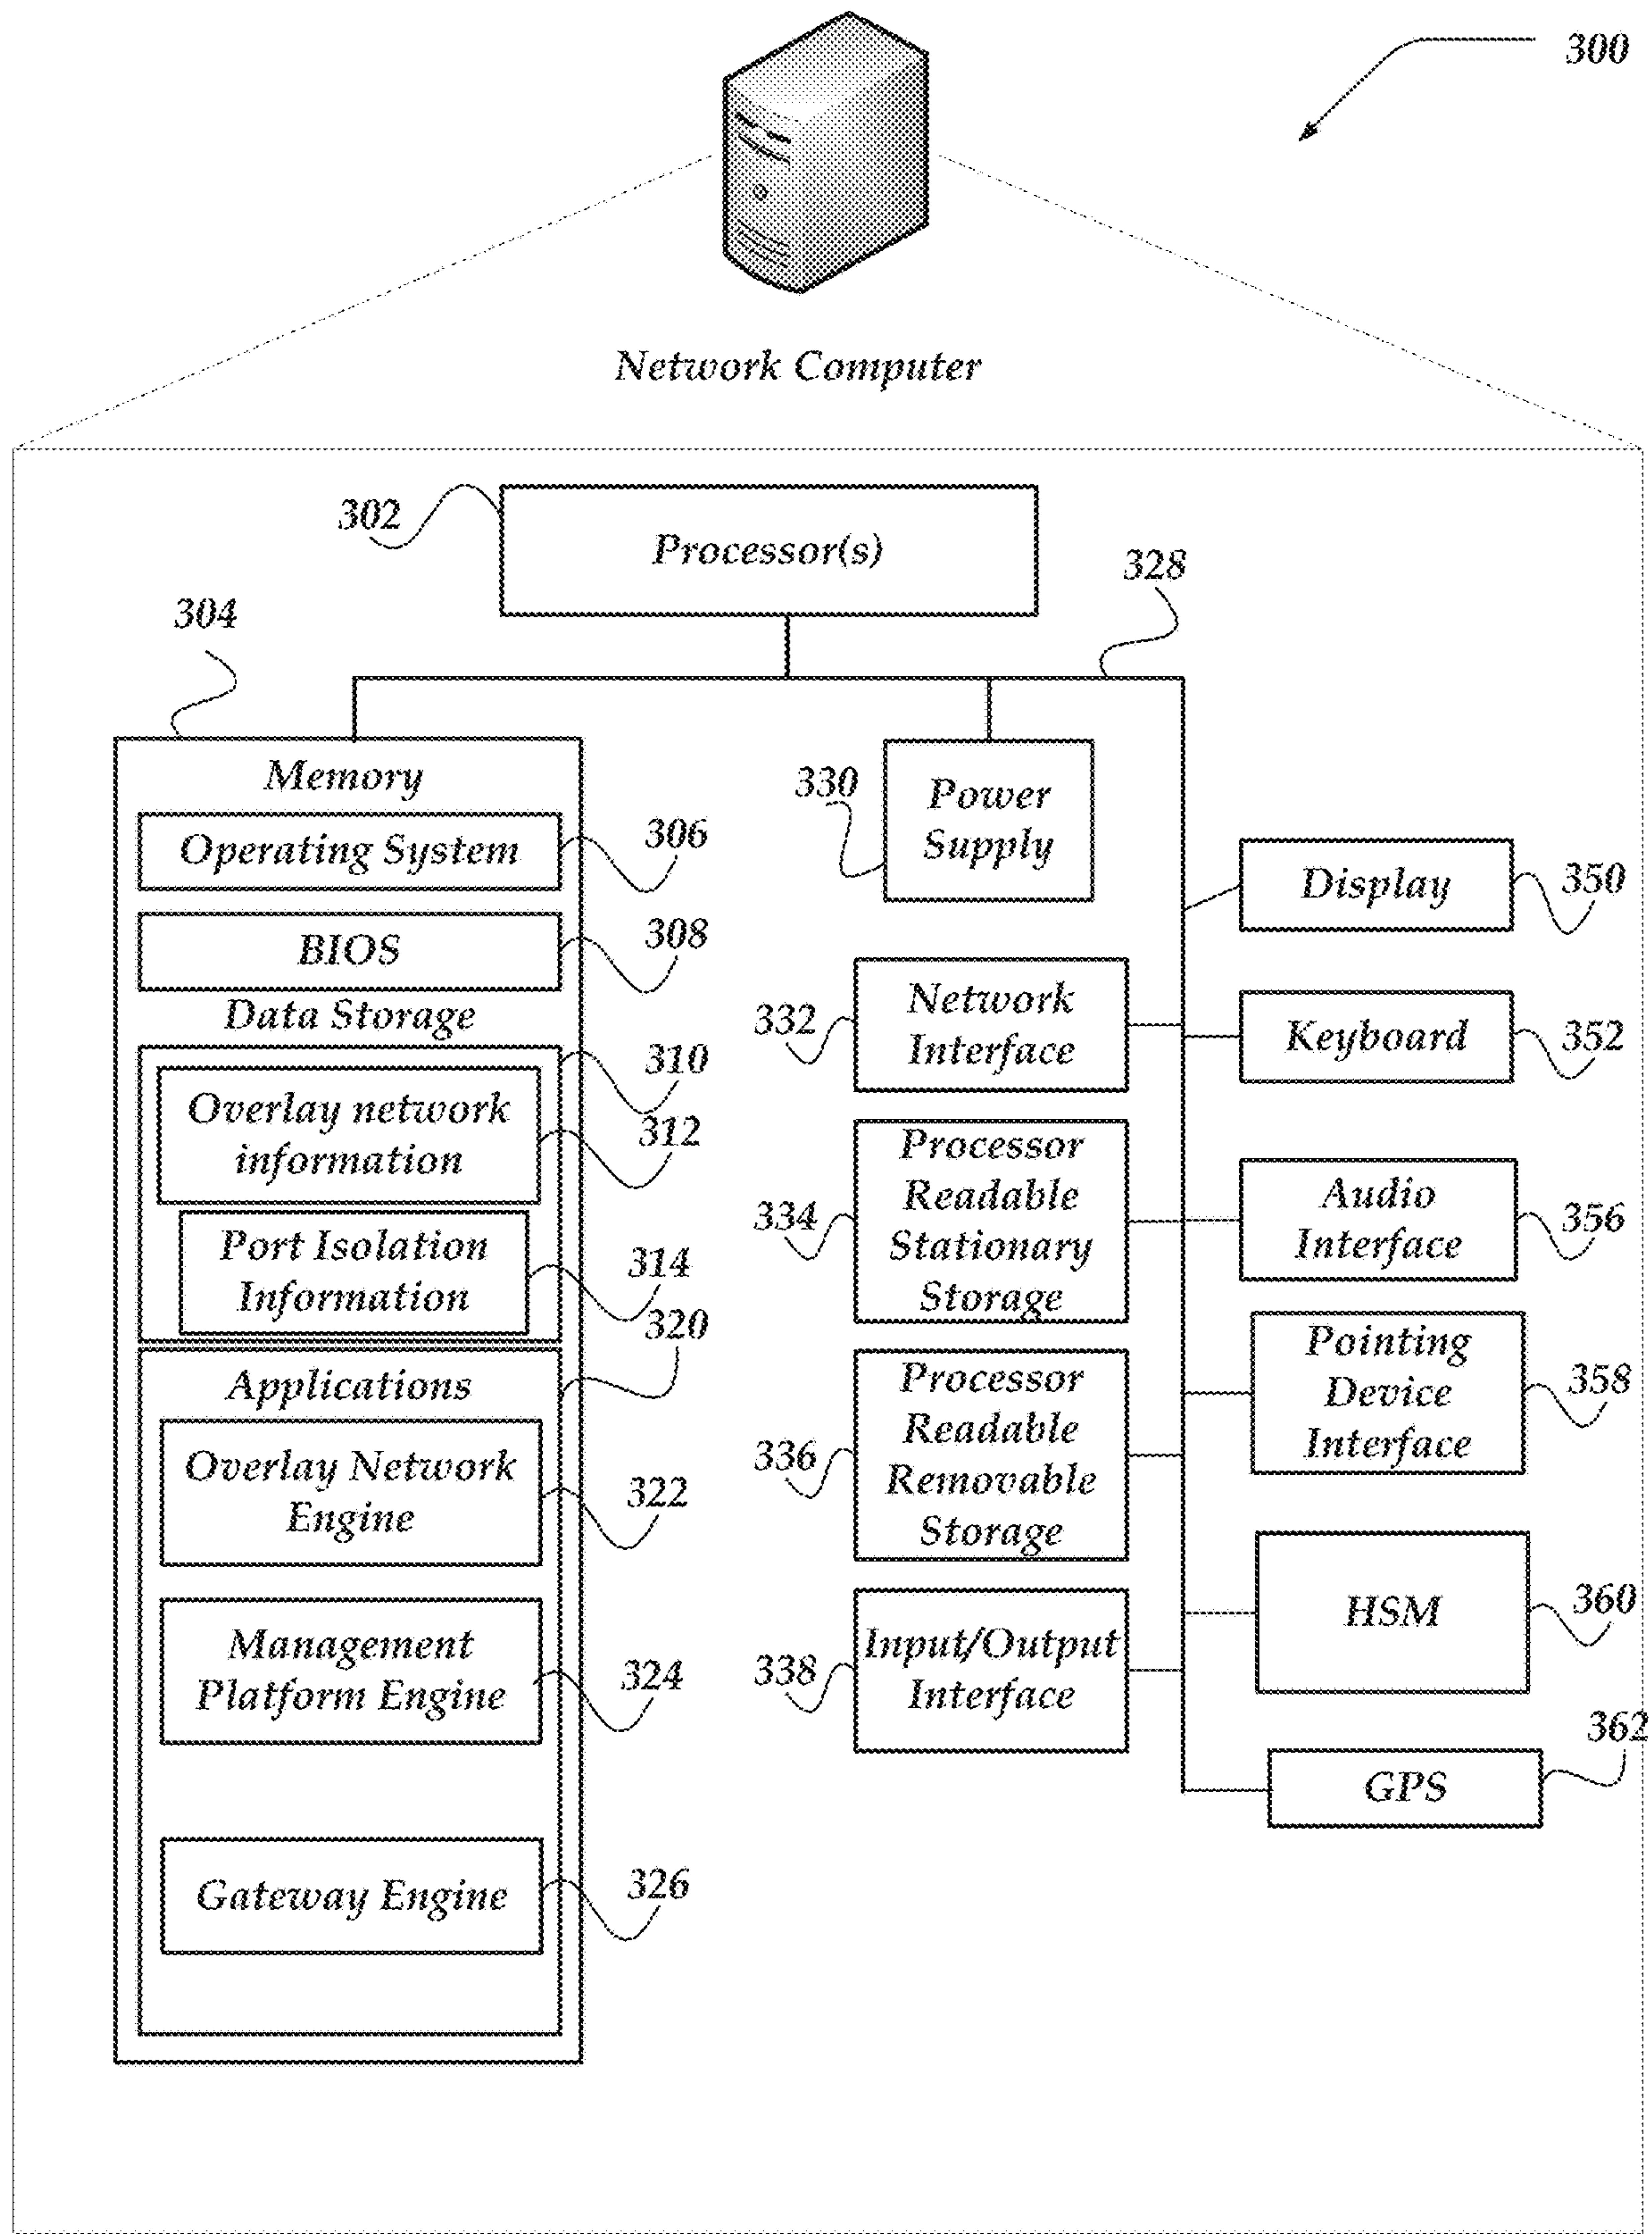 300
Network Computer
302
Processor(s)
328
304
Memory
Operating System
306
BIOS
308
Data Storage
310
Overlay network
information
312
Port Isolation
Information
314
320
Applications
Overlay Network
Engine
322
Management
Platform Engine
324
Gateway Engine
326
330
Power
Supply
332
Network
Interface
334
Processor
Readable
Stationary
Storage
336
Processor
Readable
Removable
Storage
338
Input/Output
Interface
Display
350
Keyboard
352
Audio
Interface
356
Pointing
Device
Interface
358
HSM
360
GPS
362